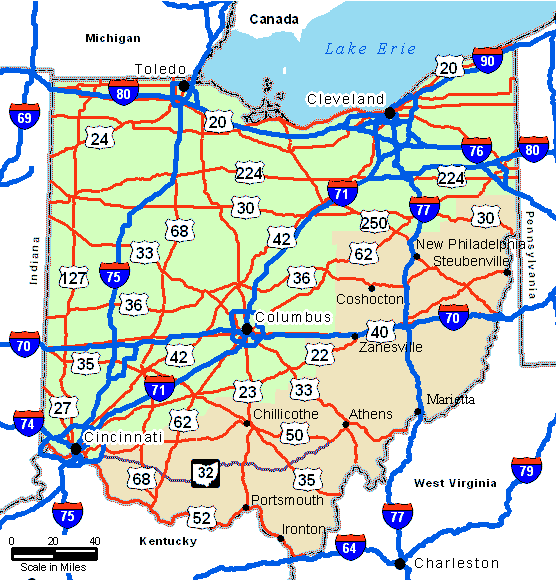 Canada
Michigan
Lake Erie
20
90
Toledo
80
Cleveland
69
20
24
76
80
224
224
71
30
77
30
250
68
42
New Philadelphia
33
62
Steubenville
Indiana
Pennsylvania
75
127
36
36
Coshocton
Columbus
70
40
70
Zanesville
42
22
35
71
23
33
27
62
Chillicothe
Athens
Marietta
74
50
Cincinnati
32
68
35
79
West Virginia
Portsmouth
75
52
77
Ironton
Kentucky
64
0 20 40
Scale in Miles
Charleston